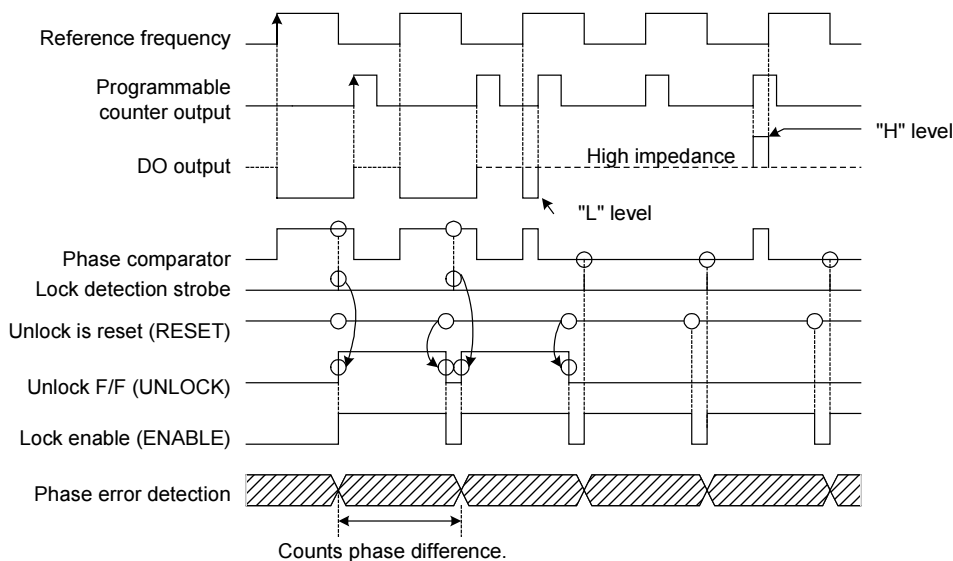 Reference frequency
Programmable
counter output
"H" level
DO output
High impedance
"L" level
Phase comparator
Lock detection strobe
Unlock is reset (RESET)
Unlock F/F (UNLOCK)
Lock enable (ENABLE)
Phase error detection
Counts phase difference.